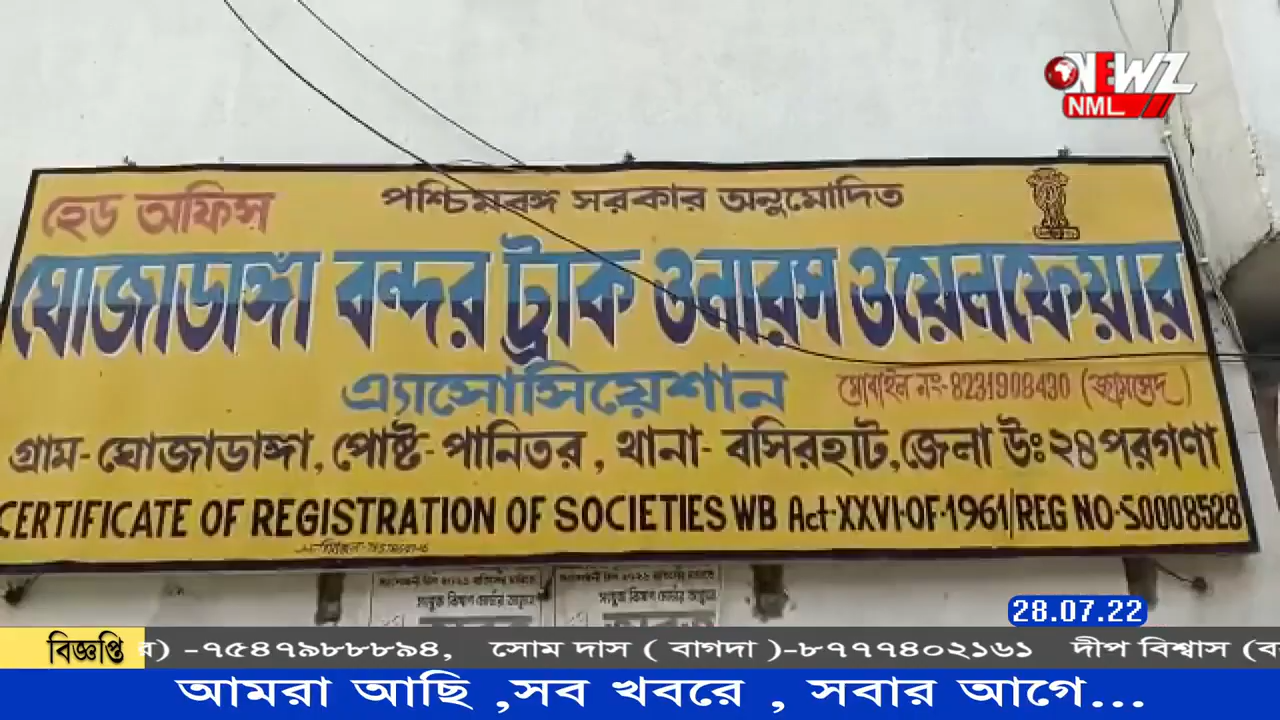 NEWZ
NML
হেড অফিস
পশ্চিমবঙ্গ সরকার অনুমোদিত
ঘোজাডাঙ্গা বন্দর ট্রাক ওনারস ওয়েলফেয়ার
এ্যাসোসিয়েশান
মোবাইল নং-8231908430 (জামসেদ)
গ্রাম-ঘোজাডাঙ্গা, পোষ্ট-পানিতর, থানা-বসিরহাট, জেলা উঃ ২৪ পরগণা
CERTIFICATE OF REGISTRATION OF SOCIETIES WB Act-XXVI-OF-1961/REG NO-S0008528
28.07.22
বিজ্ঞপ্তি
ব) -৭৫৪৭৯৮৮৮৯৪, সোম দাস ( বাগদা )-৮৭৭৭৪০২১৬১ দীপ বিশ্বাস (ব
আমরা আছি ,সব খবরে , সবার আগে...